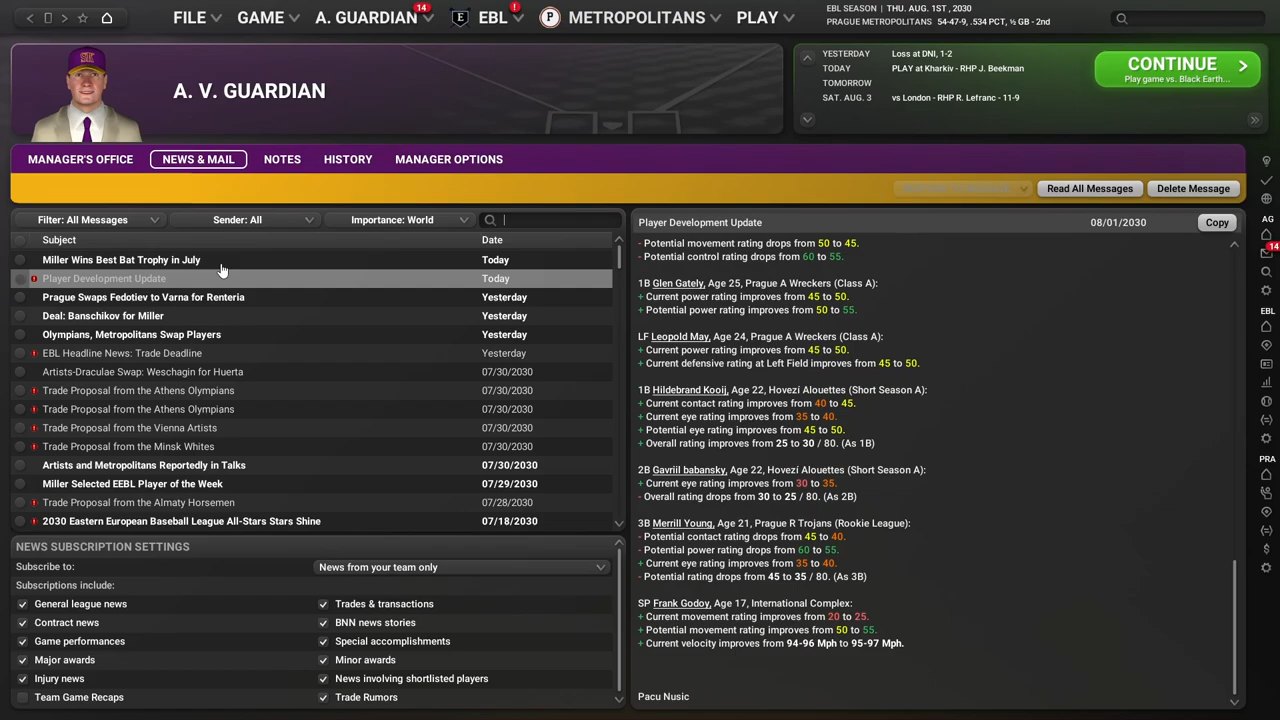 FILE
GAME
A. GUARDIAN
14
EBL
!
METROPOLITANS
PLAY
EBL SEASON | THU. AUG. 1ST , 2030
PRAGUE METROPOLITANS 54-47-9, .534 PCT, ½ GB - 2nd
A. V. GUARDIAN
YESTERDAY Loss at DNI, 1-2
TODAY PLAY at Kharkiv - RHP J. Beekman
TOMORROW
SAT. AUG. 3 vs London - RHP R. Lefranc - 11-9
CONTINUE
Play game vs. Black Earth...
MANAGER'S OFFICE
NEWS & MAIL
NOTES
HISTORY
MANAGER OPTIONS
Read All Messages
Delete Message
Filter: All Messages
Sender: All
Importance: World
Subject Date
Miller Wins Best Bat Trophy in July Today
Player Development Update Today
Prague Swaps Fedotiev to Varna for Renteria Yesterday
Deal: Banschikov for Miller Yesterday
Olympians, Metropolitans Swap Players Yesterday
EBL Headline News: Trade Deadline Yesterday
Artists-Draculae Swap: Weschagin for Huerta 07/30/2030
Trade Proposal from the Athens Olympians 07/30/2030
Trade Proposal from the Athens Olympians 07/30/2030
Trade Proposal from the Vienna Artists 07/30/2030
Trade Proposal from the Minsk Whites 07/30/2030
Artists and Metropolitans Reportedly in Talks 07/30/2030
Miller Selected EEBL Player of the Week 07/29/2030
Trade Proposal from the Almaty Horsemen 07/28/2030
2030 Eastern European Baseball League All-Stars Stars Shine 07/18/2030
NEWS SUBSCRIPTION SETTINGS
Subscribe to: News from your team only
Subscriptions include:
General league news Trades & transactions
Contract news BNN news stories
Game performances Special accomplishments
Major awards Minor awards
Injury news News involving shortlisted players
Team Game Recaps Trade Rumors
Player Development Update 08/01/2030
Copy
- Potential movement rating drops from 50 to 45.
- Potential control rating drops from 60 to 55.
1B Glen Gately, Age 25, Prague A Wreckers (Class A):
+ Current power rating improves from 45 to 50.
+ Potential power rating improves from 50 to 55.
LF Leopold May, Age 24, Prague A Wreckers (Class A):
+ Current power rating improves from 45 to 50.
+ Current defensive rating at Left Field improves from 45 to 50.
1B Hildebrand Kooij, Age 22, Hovezí Alouettes (Short Season A):
+ Current contact rating improves from 40 to 45.
+ Current eye rating improves from 35 to 40.
+ Potential eye rating improves from 45 to 50.
+ Overall rating improves from 25 to 30 / 80. (As 1B)
2B Gavriil babansky, Age 22, Hovezí Alouettes (Short Season A):
+ Current eye rating improves from 30 to 35.
- Overall rating drops from 30 to 25 / 80. (As 2B)
3B Merrill Young, Age 21, Prague R Trojans (Rookie League):
- Potential contact rating drops from 45 to 40.
- Potential power rating drops from 60 to 55.
+ Current eye rating improves from 35 to 40.
- Potential rating drops from 45 to 35 / 80. (As 3B)
SP Frank Godoy, Age 17, International Complex:
+ Current movement rating improves from 20 to 25.
+ Potential movement rating improves from 50 to 55.
+ Current velocity improves from 94-96 Mph to 95-97 Mph.
Pacu Nusic
AG
14
EBL
PRA